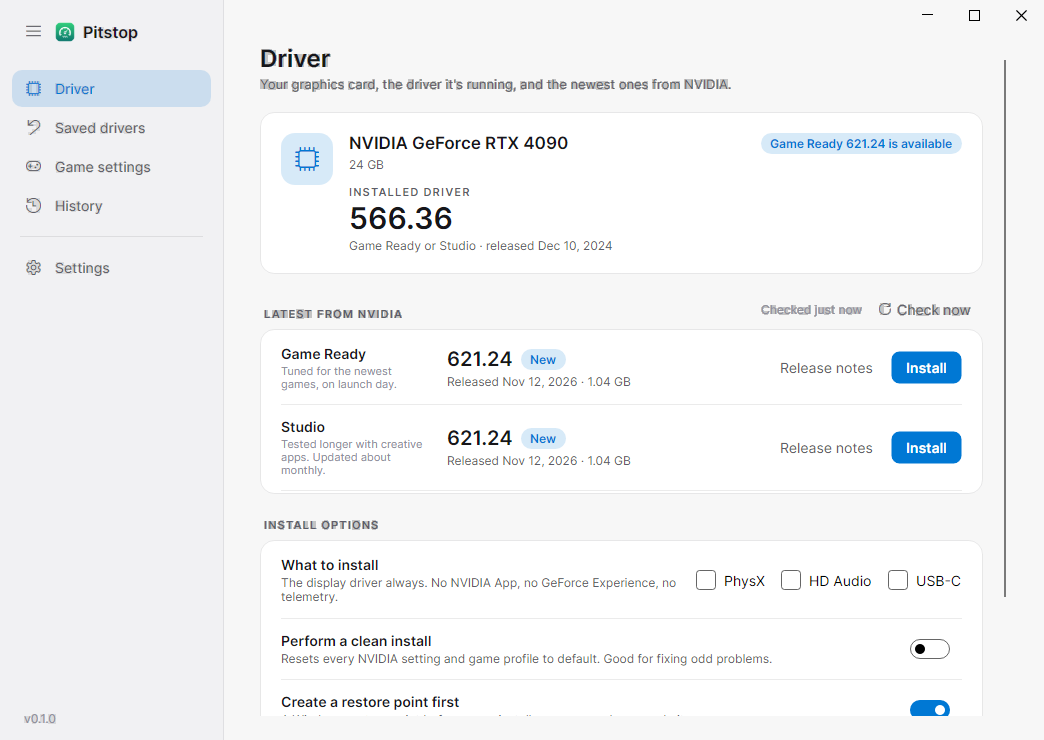 Pitstop
Driver
Saved drivers
Game settings
History
Settings
v0.1.0
Driver
Your graphics card, the driver it's running, and the newest ones from NVIDIA.
NVIDIA GeForce RTX 4090
Game Ready 621.24 is available
24 GB
INSTALLED DRIVER
566.36
Game Ready or Studio · released Dec 10, 2024
LATEST FROM NVIDIA
Checked just now
Check now
Game Ready
Tuned for the newest
games, on launch day.
621.24 New
Released Nov 12, 2026 · 1.04 GB
Release notes
Install
Studio
Tested longer with creative
apps. Updated about
monthly.
621.24 New
Released Nov 12, 2026 · 1.04 GB
Release notes
Install
INSTALL OPTIONS
What to install
The display driver always. No NVIDIA App, no GeForce Experience, no
telemetry.
PhysX
HD Audio
USB-C
Perform a clean install
Resets every NVIDIA setting and game profile to default. Good for fixing odd problems.
Create a restore point first